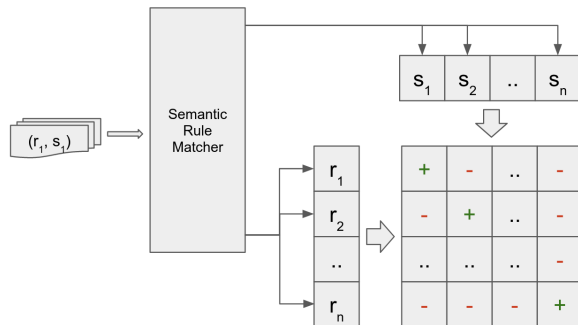 s1 s2 .. sn
(r1, s1)
Semantic
Rule
Matcher
r1
r2
..
rn
+ - .. -
- + .. -
.. .. .. -
- - - +